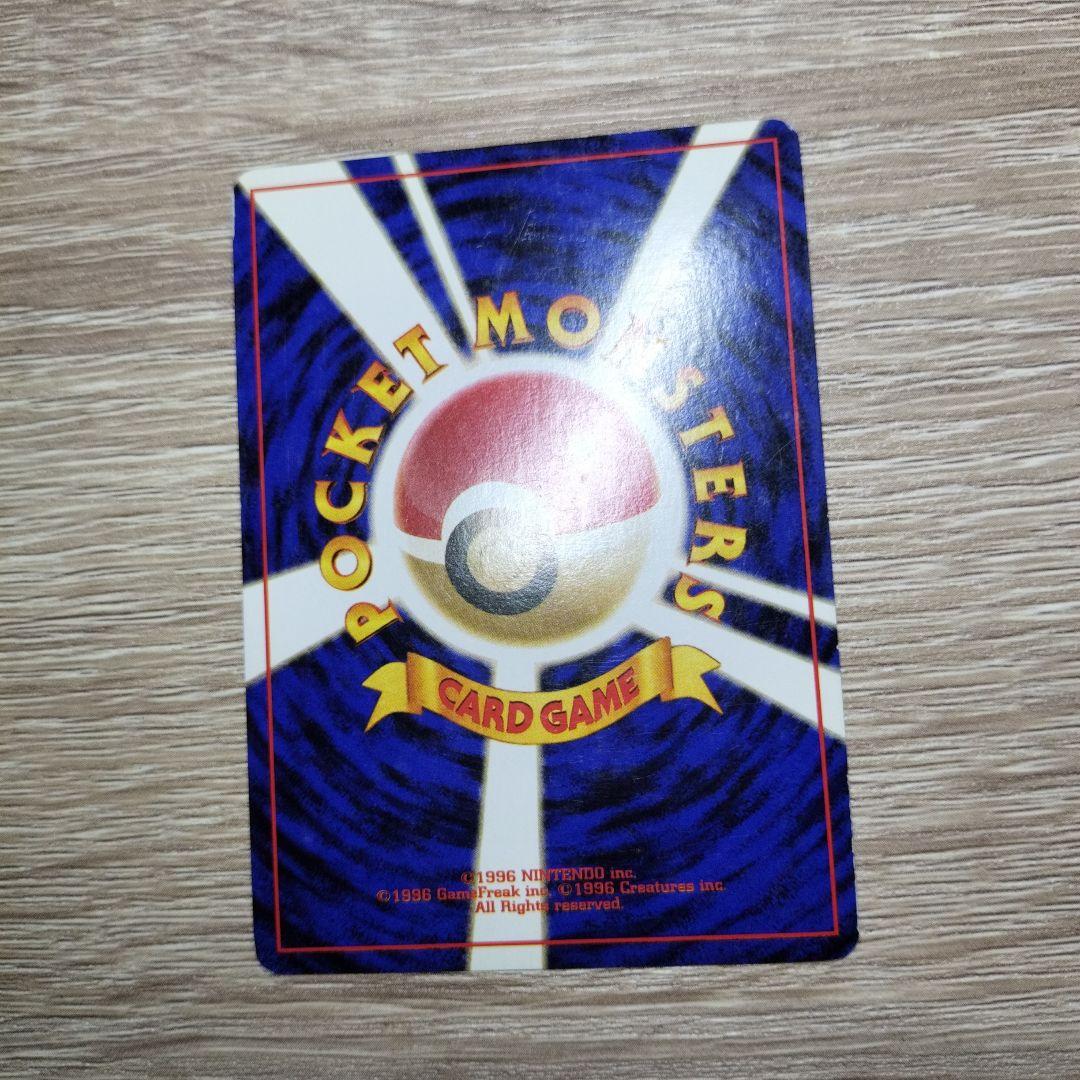 POCKET MONSTERS
CARD GAME
©1996 NINTENDO inc.
©1996 GameFreak inc. ©1996 Creatures inc.
All Rights reserved.